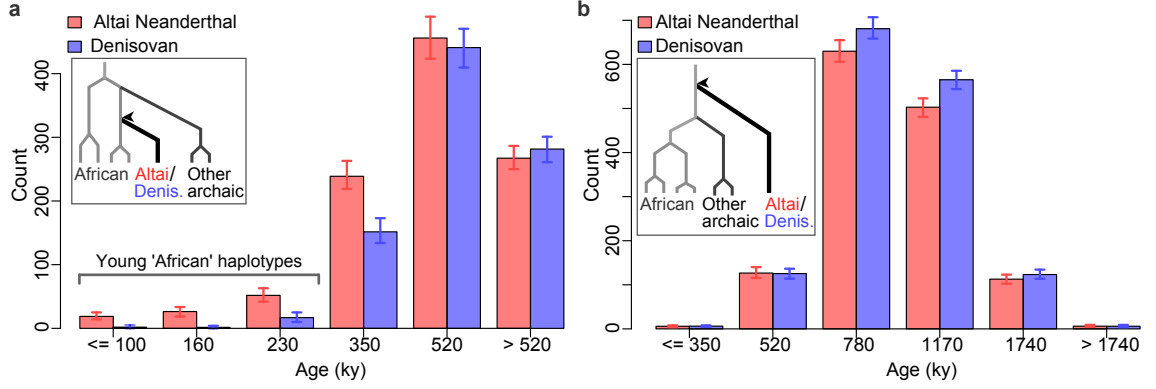 a
Altai Neanderthal
Denisovan
Count
0
100
200
300
400
African
Altai/
Denis.
Other
archaic
Young 'African' haplotypes
<= 100
160
230
350
520
> 520
Age (ky)
b
Altai Neanderthal
Denisovan
Count
0
200
400
600
African
Other
archaic
Altai/
Denis.
<= 350
520
780
1170
1740
> 1740
Age (ky)